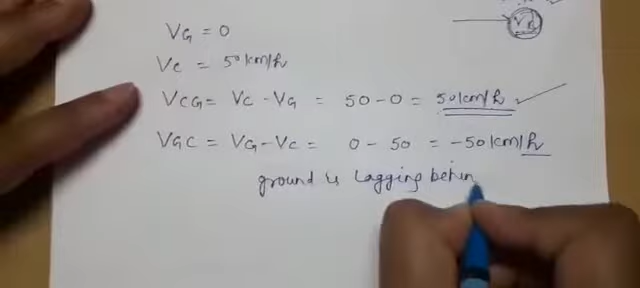 VG = 0
VC = 50 km/h
VCG = VC - VG = 50 - 0 = 50 km/h
VGC = VG - VC = 0 - 50 = -50 km/h
ground is lagging behin